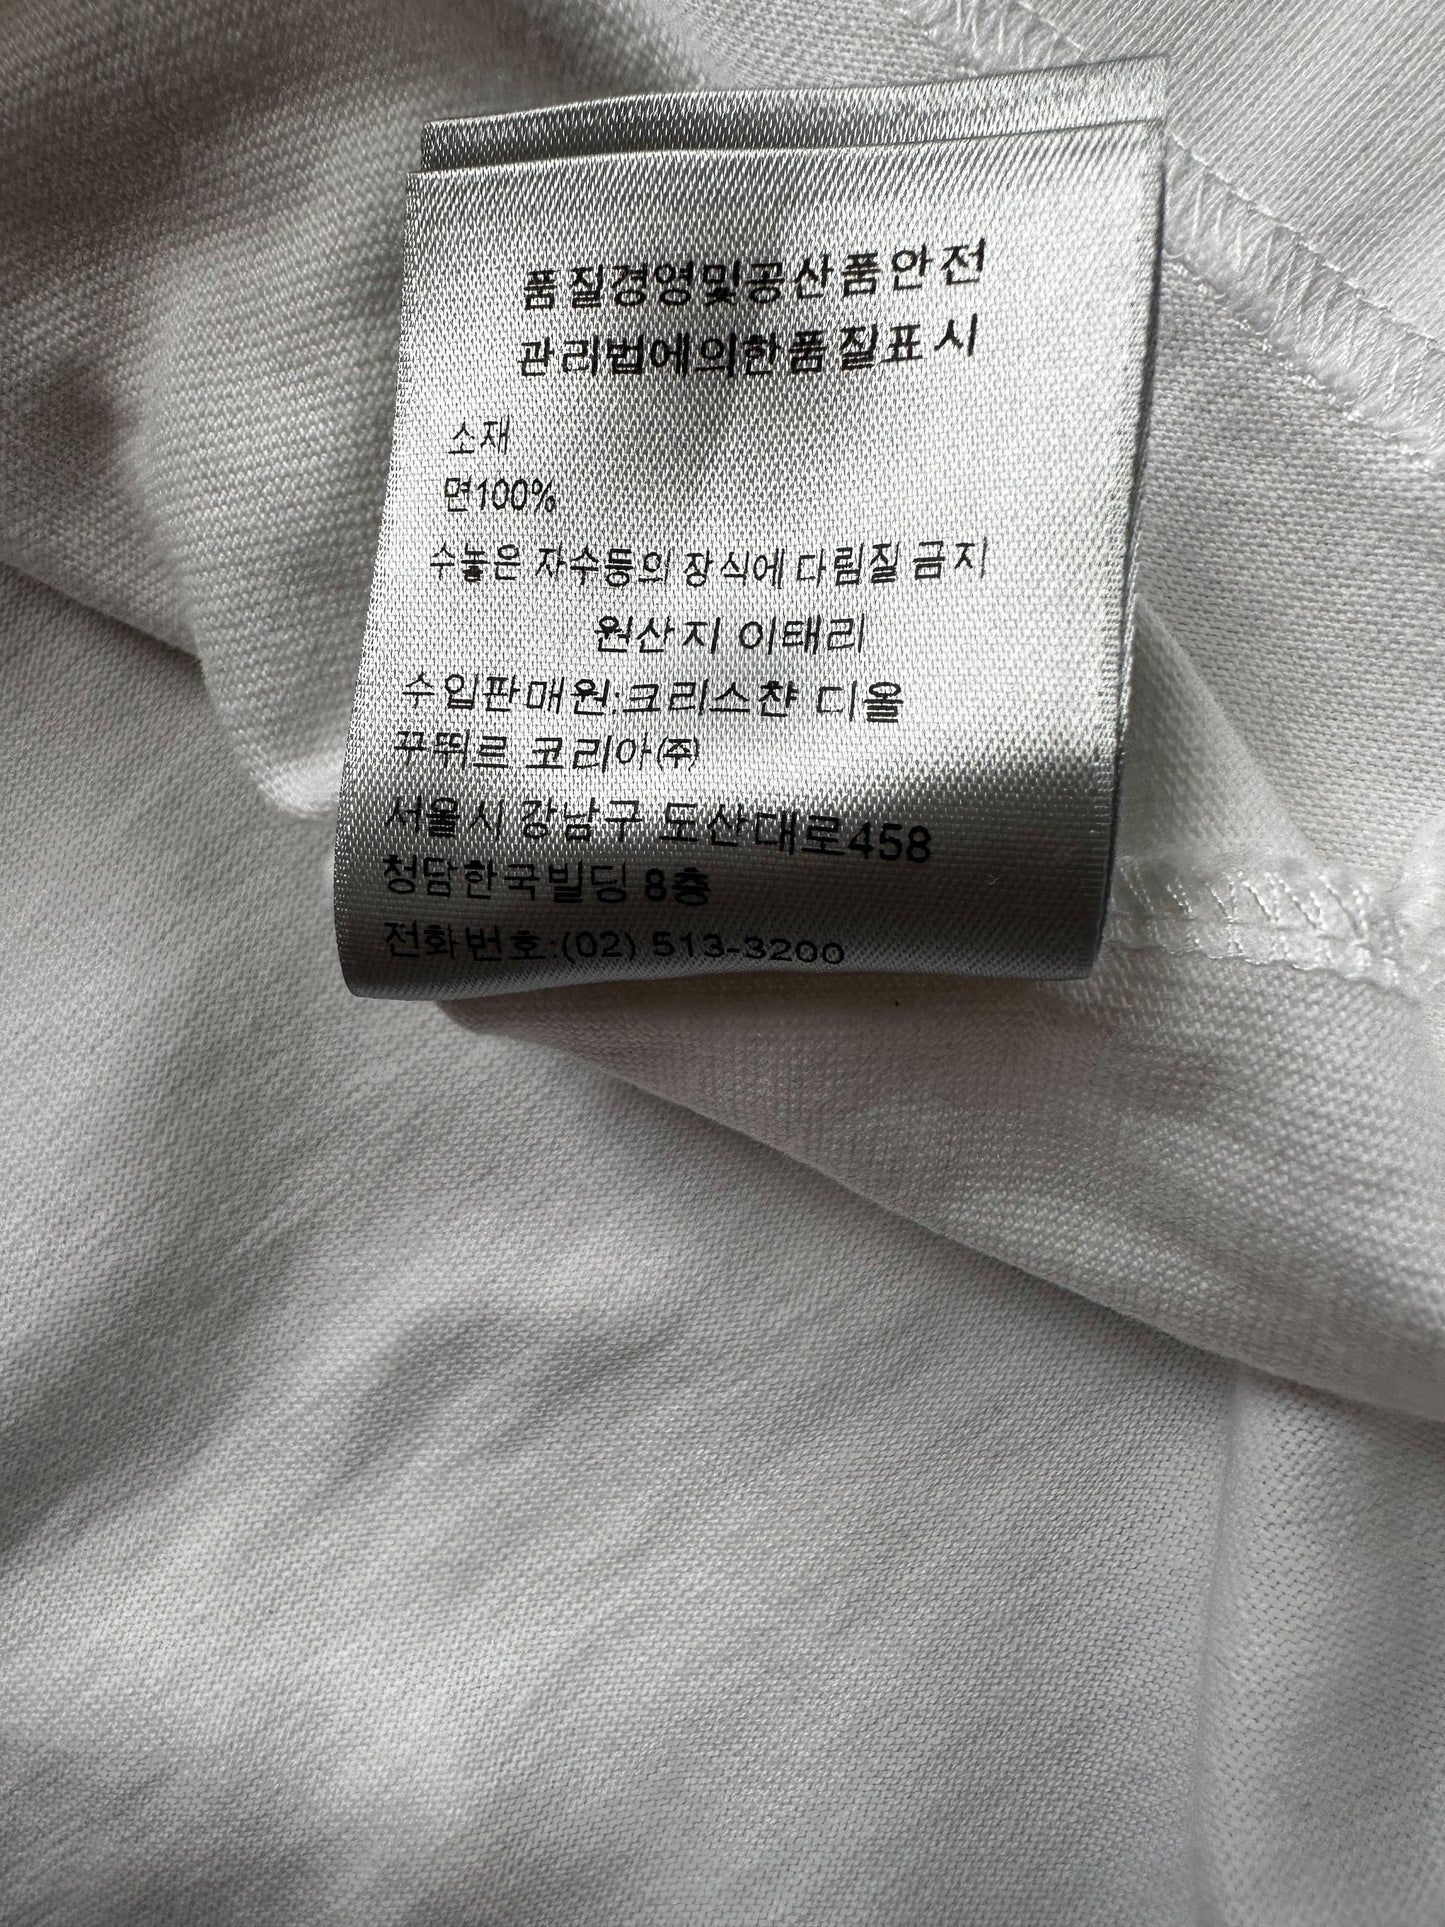 품질경영및공산품안전
관리법에의한품질표시
소재
면100%
수놓은 자수등의 장식에 다림질 금지
원산지 이태리
수입판매원:크리스챤 디올
꾸뛰르 코리아(주)
서울시 강남구 도산대로458
청담한국빌딩 8층
전화번호:(02) 513-3200